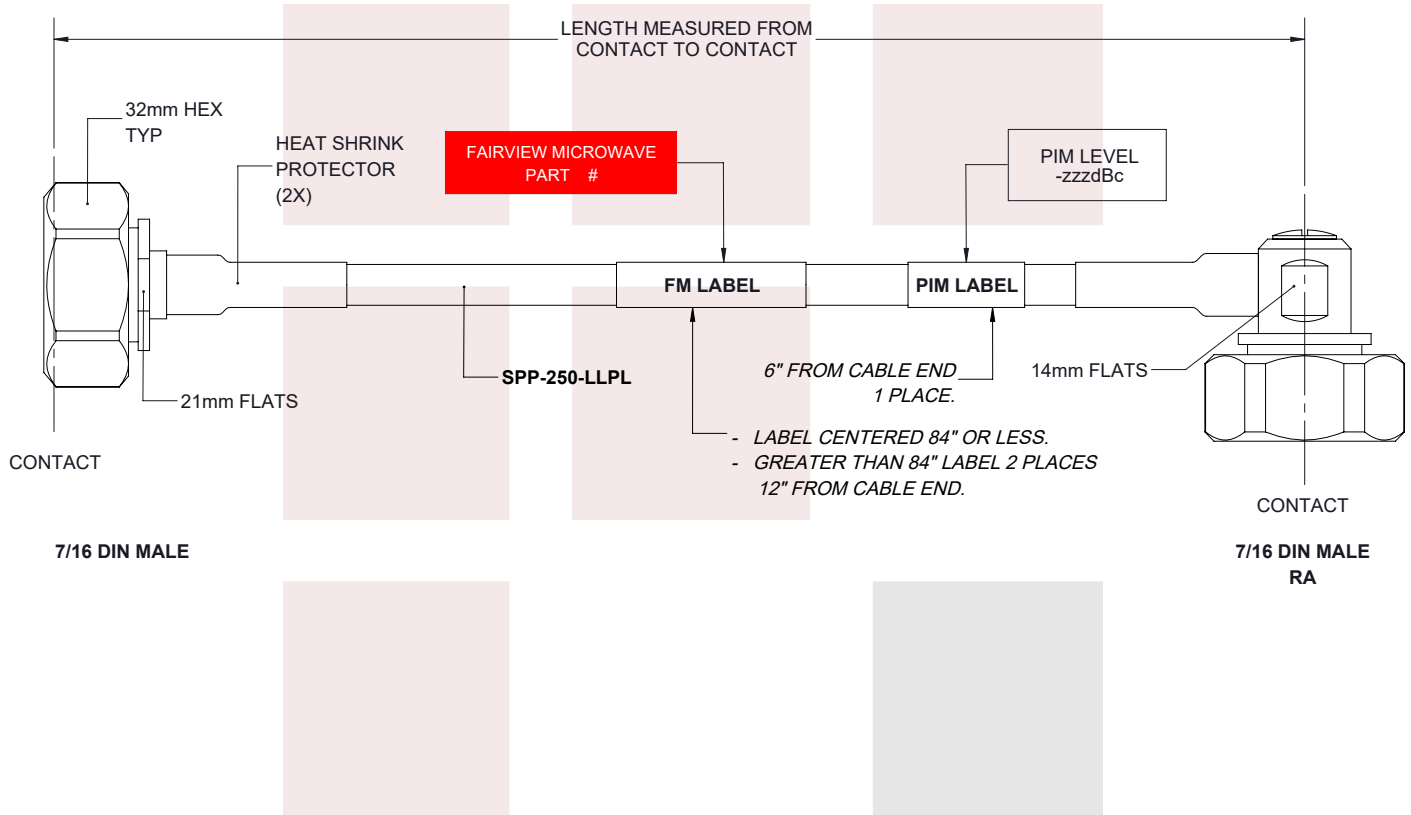 LENGTH MEASURED FROM
CONTACT TO CONTACT
32mm HEX
TYP
HEAT SHRINK
PROTECTOR
(2X)
FAIRVIEW MICROWAVE
PART #
PIM LEVEL
-zzzdBc
FM LABEL
PIM LABEL
SPP-250-LLPL
6" FROM CABLE END
1 PLACE.
14mm FLATS
21mm FLATS
- LABEL CENTERED 84" OR LESS.
- GREATER THAN 84" LABEL 2 PLACES
12" FROM CABLE END.
CONTACT
CONTACT
7/16 DIN MALE
7/16 DIN MALE
RA